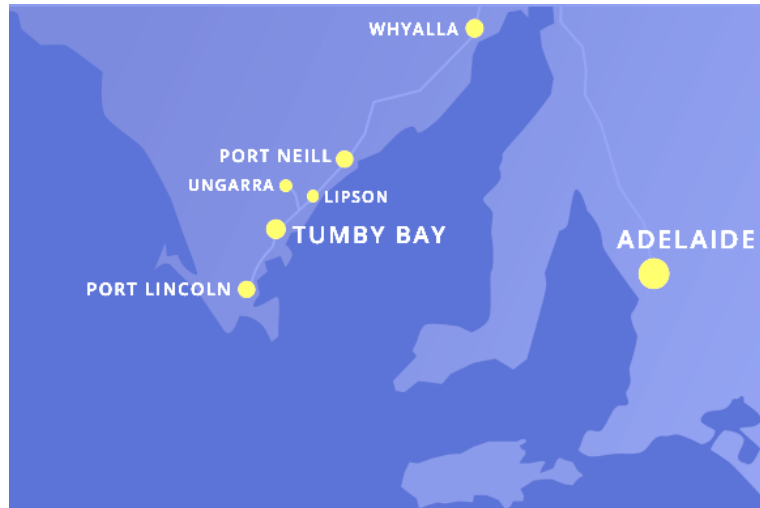 WHYALLA
PORT NEILL
UNGARRA
LIPSON
TUMBY BAY
ADELAIDE
PORT LINCOLN